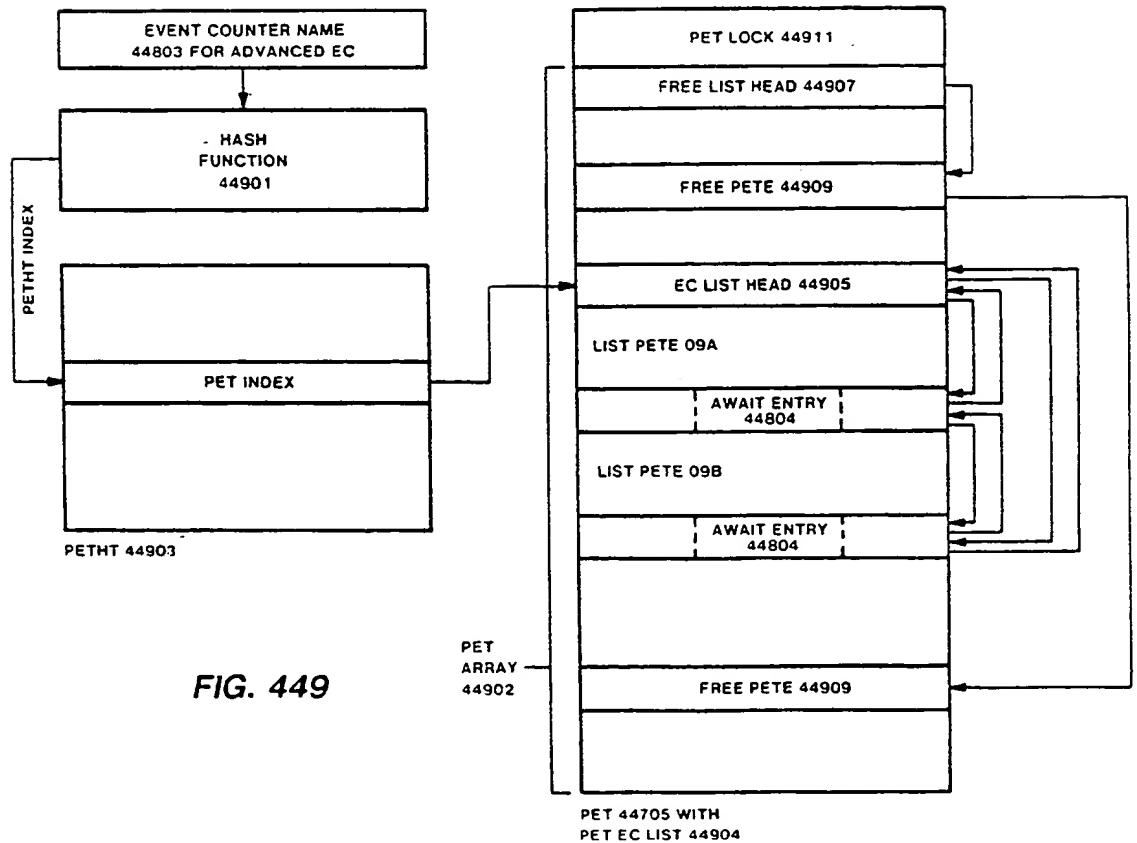 EVENT COUNTER NAME
44803 FOR ADVANCED EC
HASH
FUNCTION
44901
PETHT INDEX
PET INDEX
PETHT 44903
FIG. 449
PET LOCK 44911
FREE LIST HEAD 44907
FREE PETE 44909
EC LIST HEAD 44905
LIST PETE 09A
AWAIT ENTRY
44804
LIST PETE 09B
AWAIT ENTRY
44804
PET
ARRAY
44902
FREE PETE 44909
PET 44705 WITH
PET EC LIST 44904